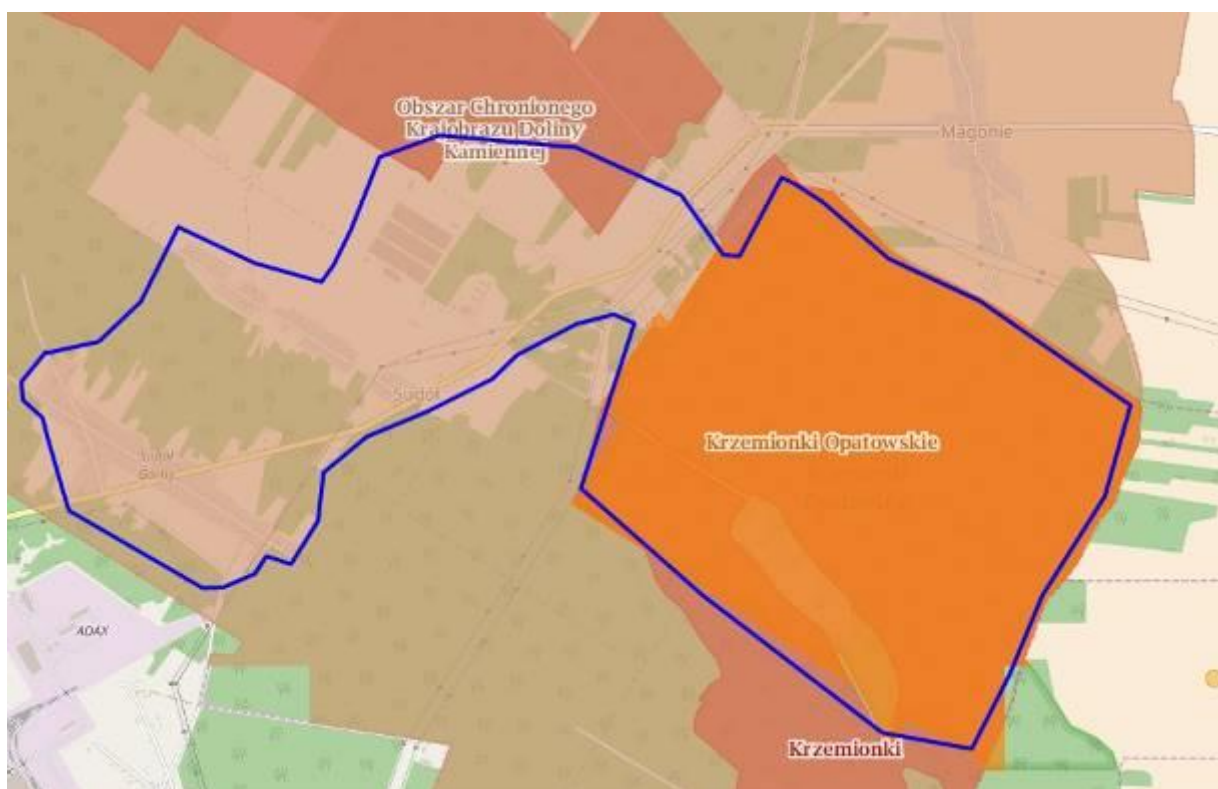 Obszar Chronionego
Krajobrazu Doliny
Kamiennej
Magonie
Sudół
Krzemionki Opatowskie
Sudół
Górny
ADAX
Krzemionki